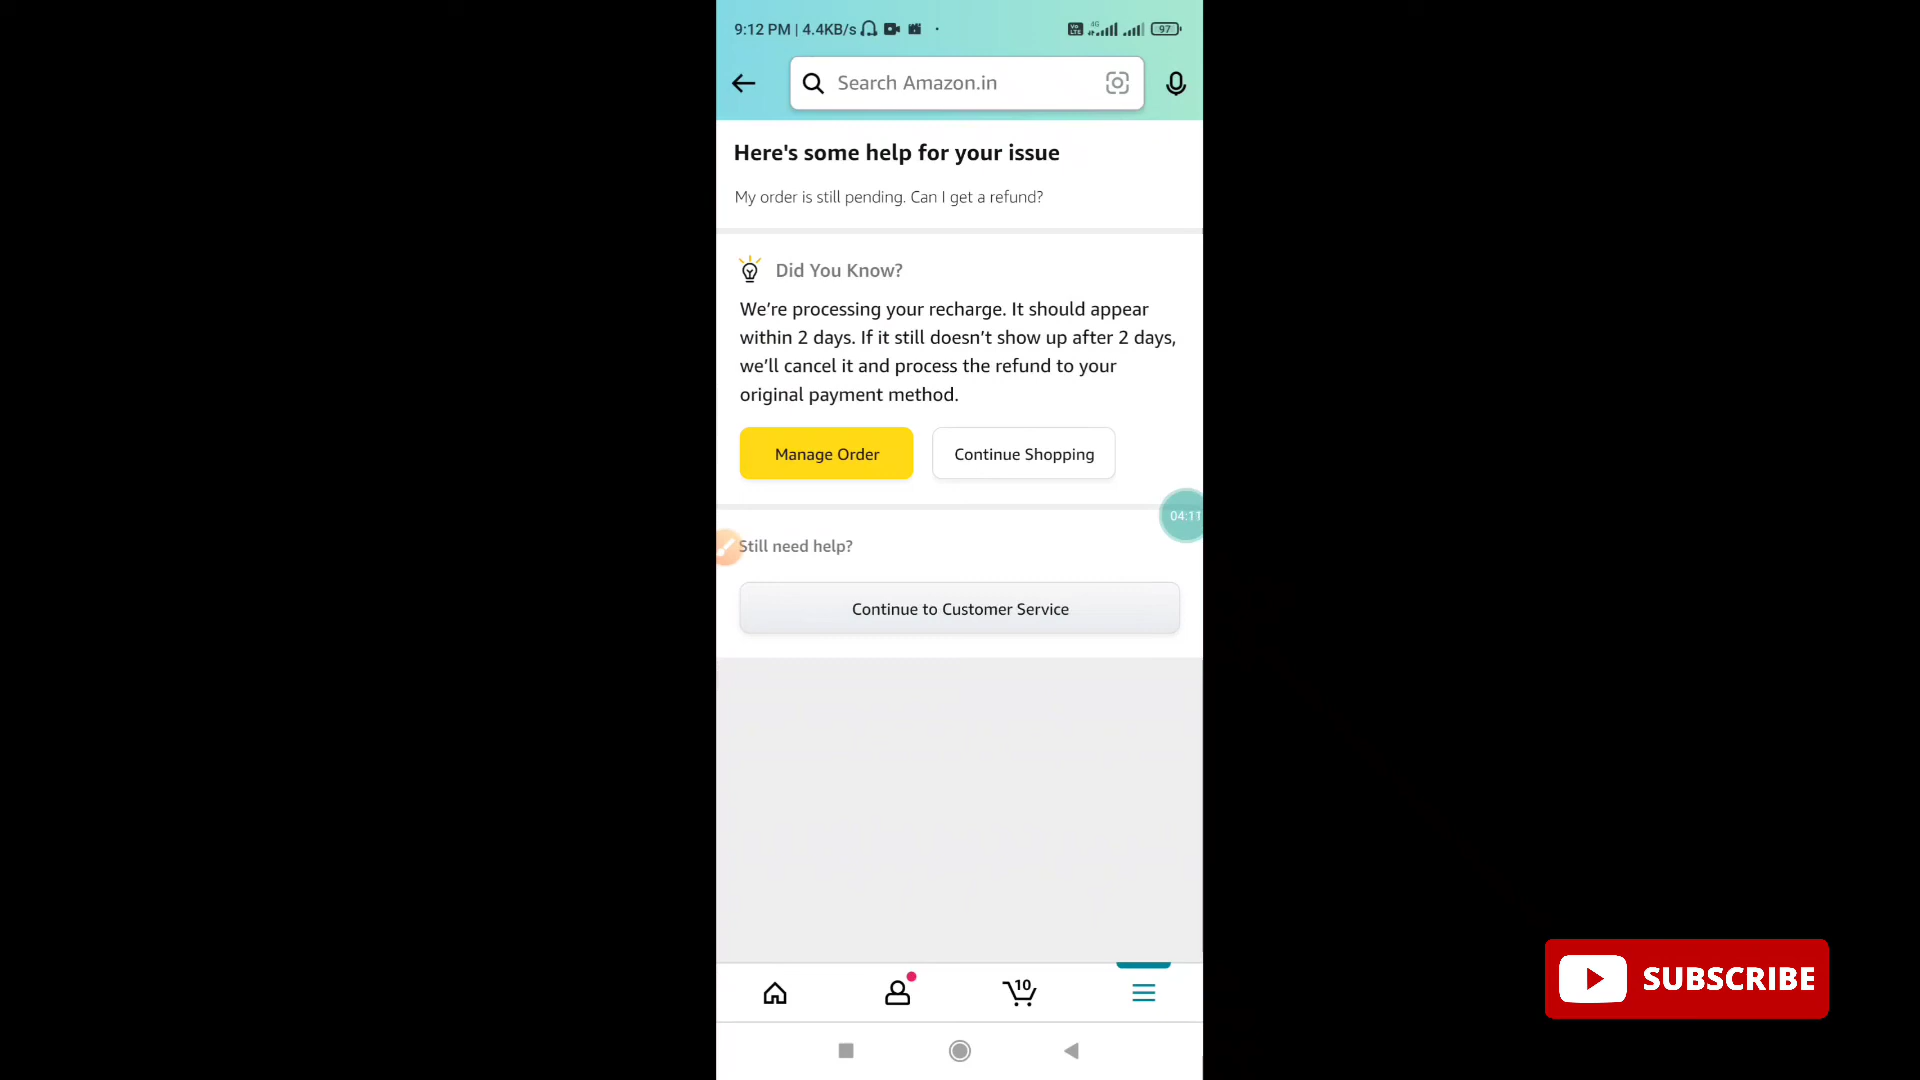 9:12 PM | 4.4KB/s
Vo LTE 4G 97
Search Amazon.in
Here's some help for your issue
My order is still pending. Can I get a refund?
Did You Know?
We’re processing your recharge. It should appear
within 2 days. If it still doesn’t show up after 2 days,
we’ll cancel it and process the refund to your
original payment method.
Manage Order
Continue Shopping
04:11
Still need help?
Continue to Customer Service
10
SUBSCRIBE